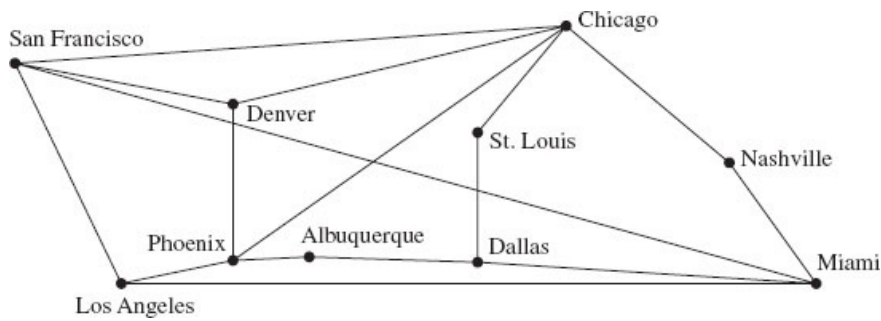 Chicago
San Francisco
Denver
St. Louis
Nashville
Phoenix
Albuquerque
Dallas
Miami
Los Angeles